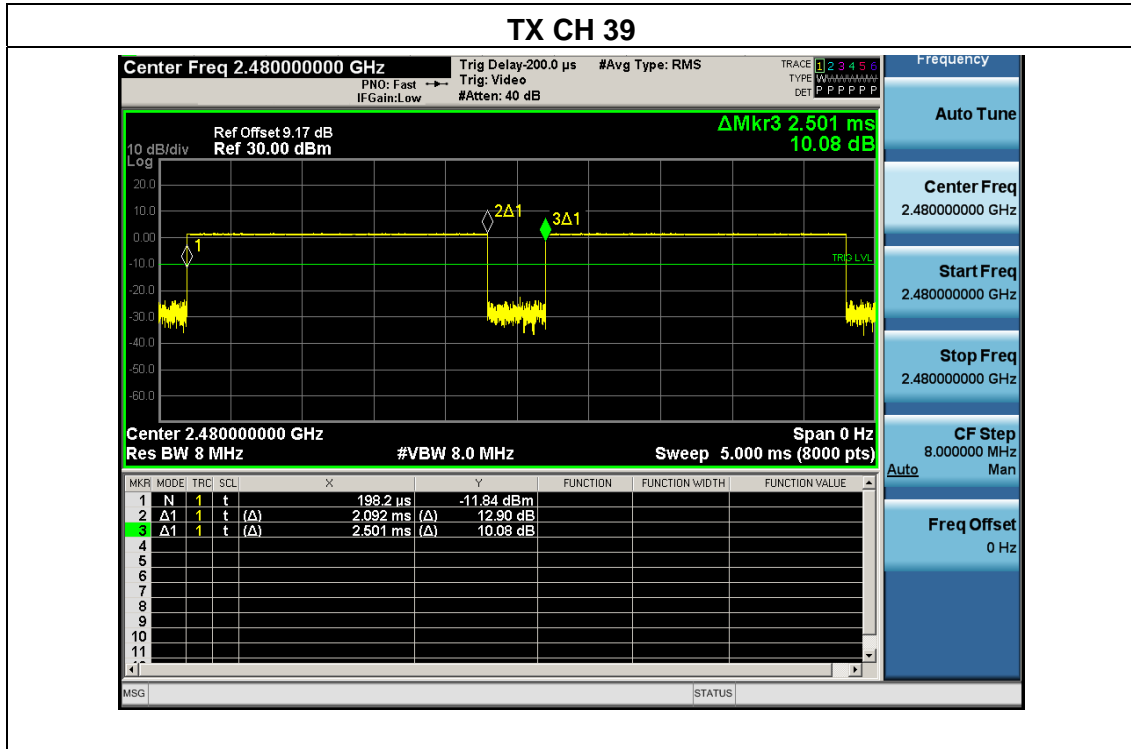 TX CH 39
Center Freq 2.480000000 GHz
PNO: Fast
IFGain:Low
Trig Delay-200.0 µs
Trig: Video
#Atten: 40 dB
#Avg Type: RMS
TRACE 1 2 3 4 5 6
TYPE W
DET P P P P P P
Frequency
Auto Tune
Center Freq
2.480000000 GHz
Start Freq
2.480000000 GHz
Stop Freq
2.480000000 GHz
CF Step
8.000000 MHz
Auto Man
Freq Offset
0 Hz
ΔMkr3 2.501 ms
10.08 dB
Ref Offset 9.17 dB
10 dB/div Ref 30.00 dBm
Log
20.0
10.0
0.00
-10.0
-20.0
-30.0
-40.0
-50.0
-60.0
1
2Δ1
3Δ1
TRIG LVL
Center 2.480000000 GHz Span 0 Hz
Res BW 8 MHz #VBW 8.0 MHz Sweep 5.000 ms (8000 pts)
MKR MODE TRC SCL X Y FUNCTION FUNCTION WIDTH FUNCTION VALUE
1 N 1 t 198.2 µs -11.84 dBm
2 Δ1 1 t (Δ) 2.092 ms (Δ) 12.90 dB
3 Δ1 1 t (Δ) 2.501 ms (Δ) 10.08 dB
4
5
6
7
8
9
10
11
MSG STATUS